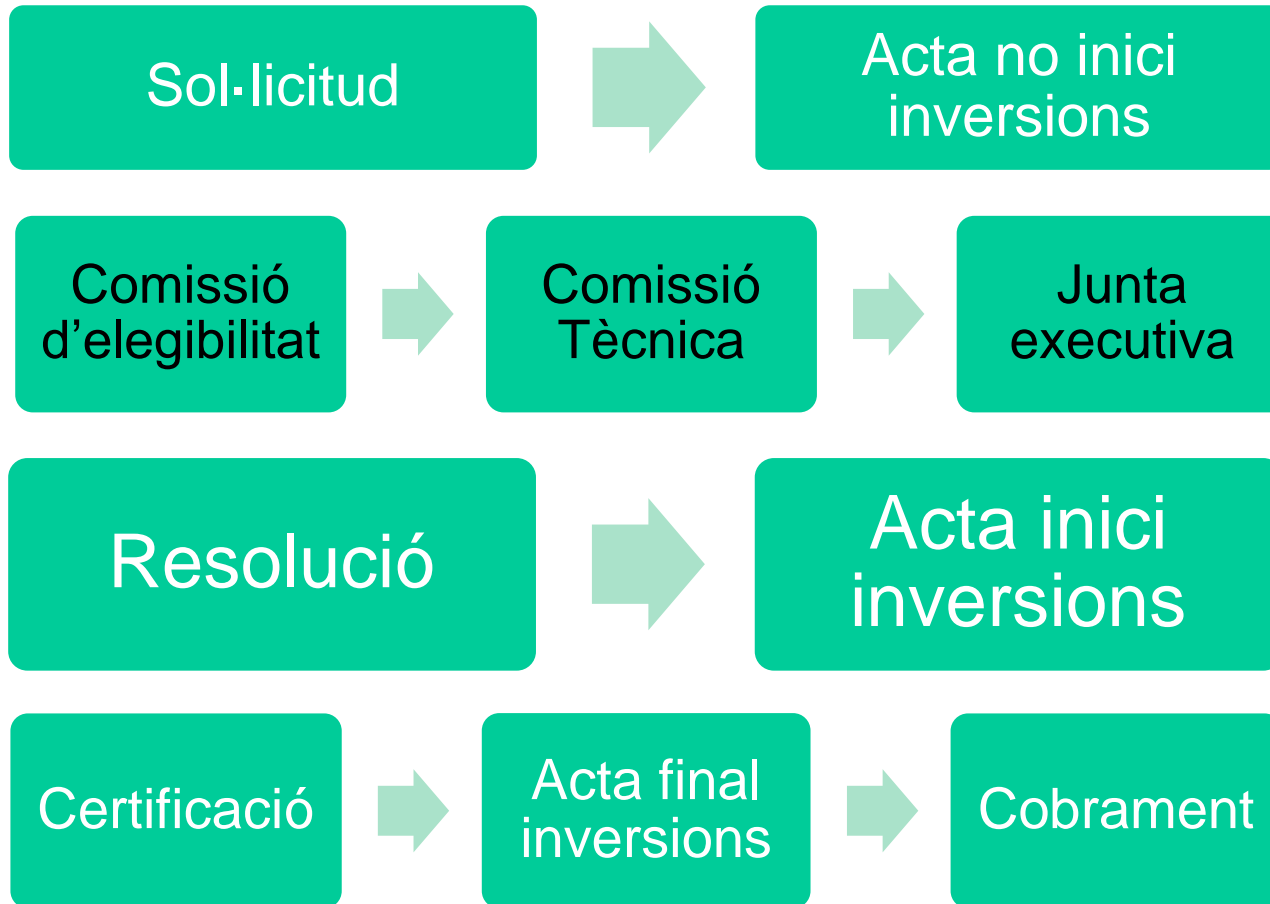 Sol·licitud
Acta no inici
inversions
Comissió
d’elegibilitat
Comissió
Tècnica
Junta
executiva
Resolució
Acta inici
inversions
Certificació
Acta final
inversions
Cobrament